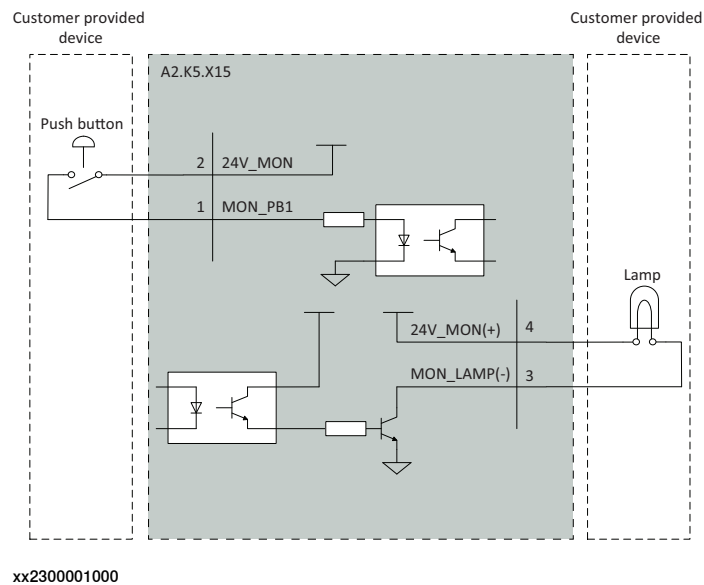 Customer provided
device
Customer provided
device
A2.K5.X15
Push button
2 24V_MON
1 MON_PB1
Lamp
24V_MON(+) 4
MON_LAMP(-) 3
xx2300001000